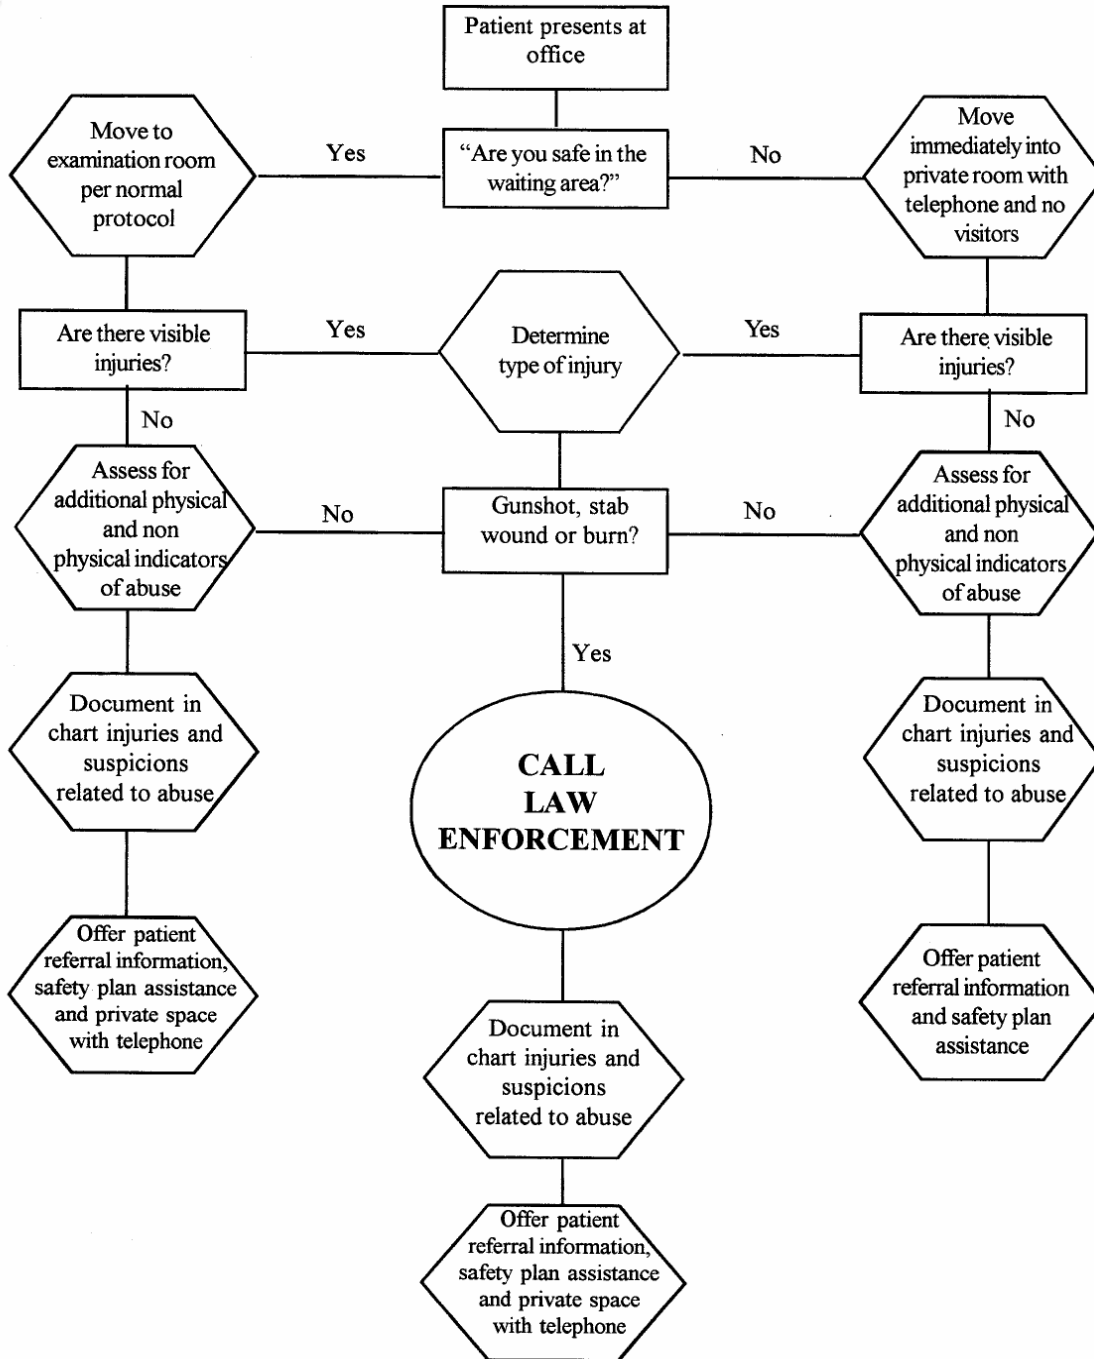 Patient presents at
office
"Are you safe in the
waiting area?"
Yes
No
Move to
examination room
per normal
protocol
Move
immediately into
private room with
telephone and no
visitors
Are there visible
injuries?
Yes
Determine
type of injury
Yes
Are there visible
injuries?
No
No
Assess for
additional physical
and non
physical indicators
of abuse
No
Gunshot, stab
wound or burn?
No
Assess for
additional physical
and non
physical indicators
of abuse
Yes
Document in
chart injuries and
suspicions
related to abuse
CALL
LAW
ENFORCEMENT
Document in
chart injuries and
suspicions
related to abuse
Offer patient
referral information,
safety plan assistance
and private space
with telephone
Document in
chart injuries and
suspicions
related to abuse
Offer patient
referral information
and safety plan
assistance
Offer patient
referral information,
safety plan assistance
and private space
with telephone